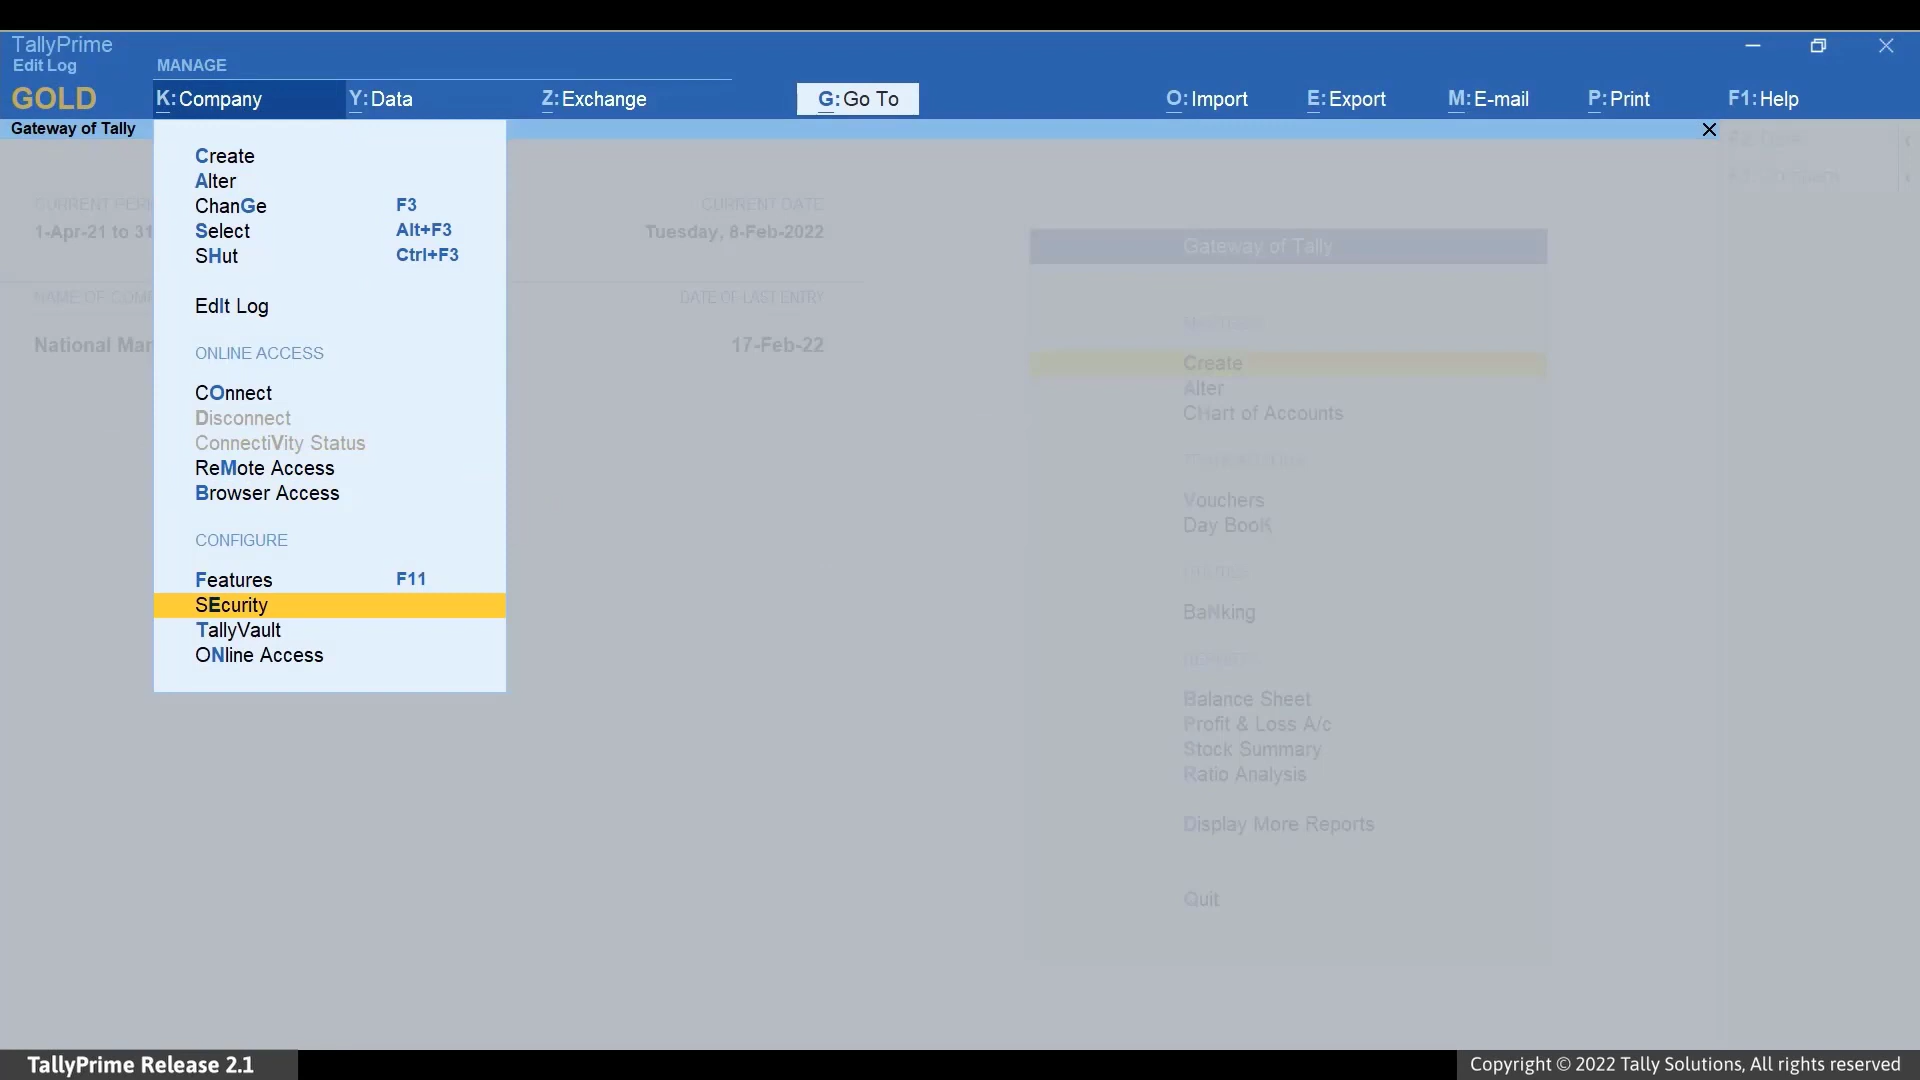 TallyPrime
Edit Log
MANAGE
GOLD
K: Company
Y: Data
Z: Exchange
G: Go To
O: Import
E: Export
M: E-mail
P: Print
F1: Help
Gateway of Tally
Create
Alter
ChanGe F3
Select Alt+F3
SHut Ctrl+F3
EdIt Log
ONLINE ACCESS
COnnect
Disconnect
ConnectiVity Status
ReMote Access
Browser Access
CONFIGURE
Features F11
SEcurity
TallyVault
ONline Access
CURRENT
1-Apr-21 to 31
CURRENT DATE
Tuesday, 8-Feb-2022
NAME OF
DATE OF LAST ENTRY
National
17-Feb-22
Gateway of Tally
Create
Alter
CHart of Accounts
Vouchers
Day BooK
BaNking
Balance Sheet
Profit & Loss A/c
Stock Summary
Ratio Analysis
Display More Reports
Quit
TallyPrime Release 2.1
Copyright © 2022 Tally Solutions, All rights reserved